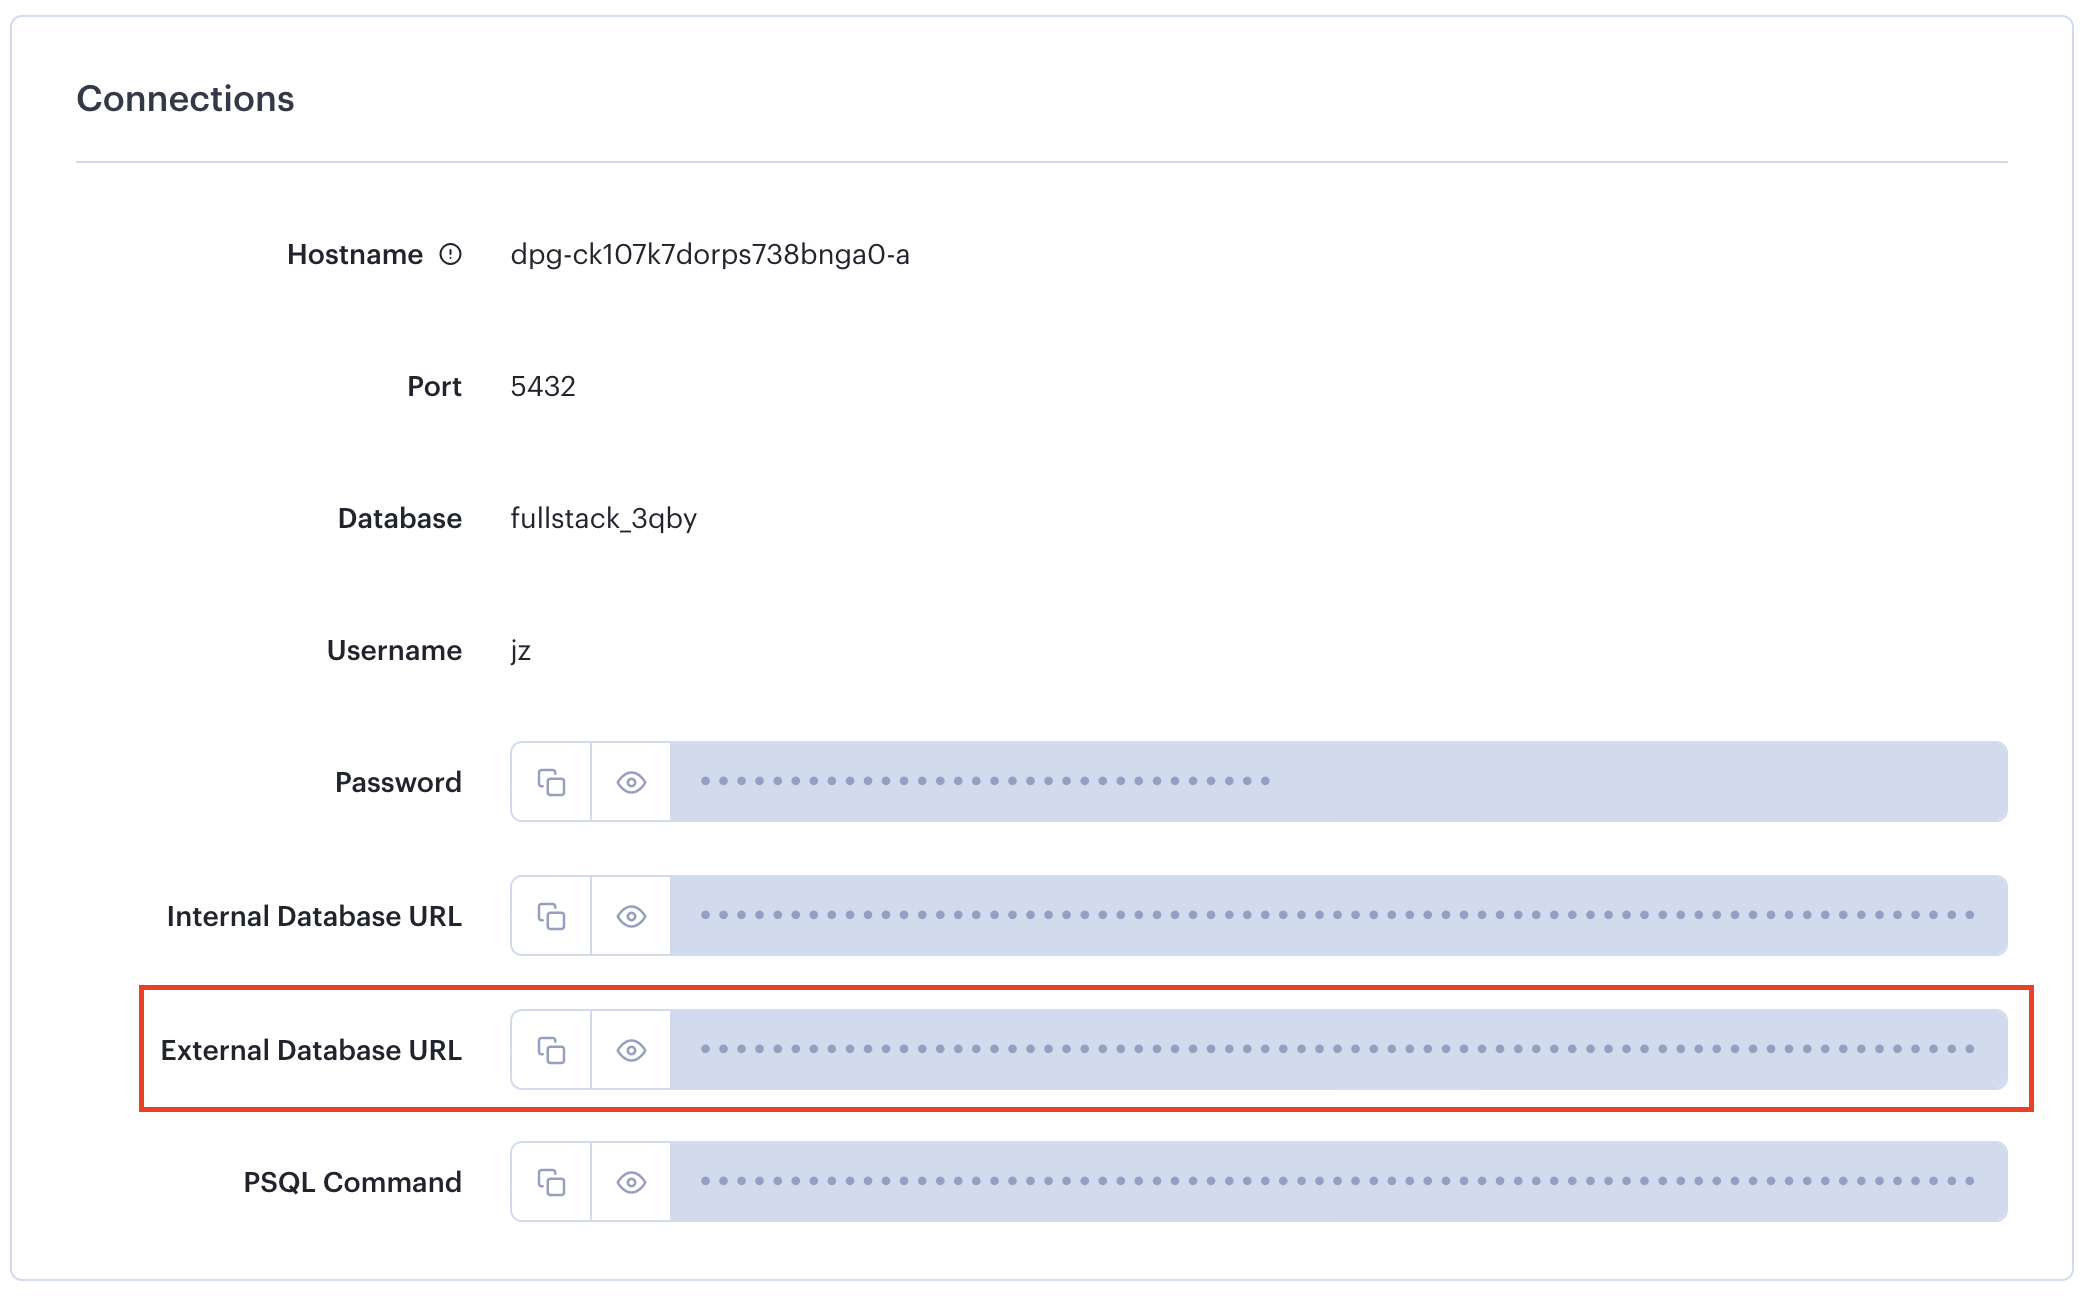 Connections
Hostname dpg-ck107k7dorps738bnga0-a
Port 5432
Database fullstack_3qby
Username jz
Password ••••••••••••••••••••••••••••••••
Internal Database URL •••••••••••••••••••••••••••••••••••••••••••••••••••••••••••••••••••••••
External Database URL •••••••••••••••••••••••••••••••••••••••••••••••••••••••••••••••••••••••
PSQL Command •••••••••••••••••••••••••••••••••••••••••••••••••••••••••••••••••••••••